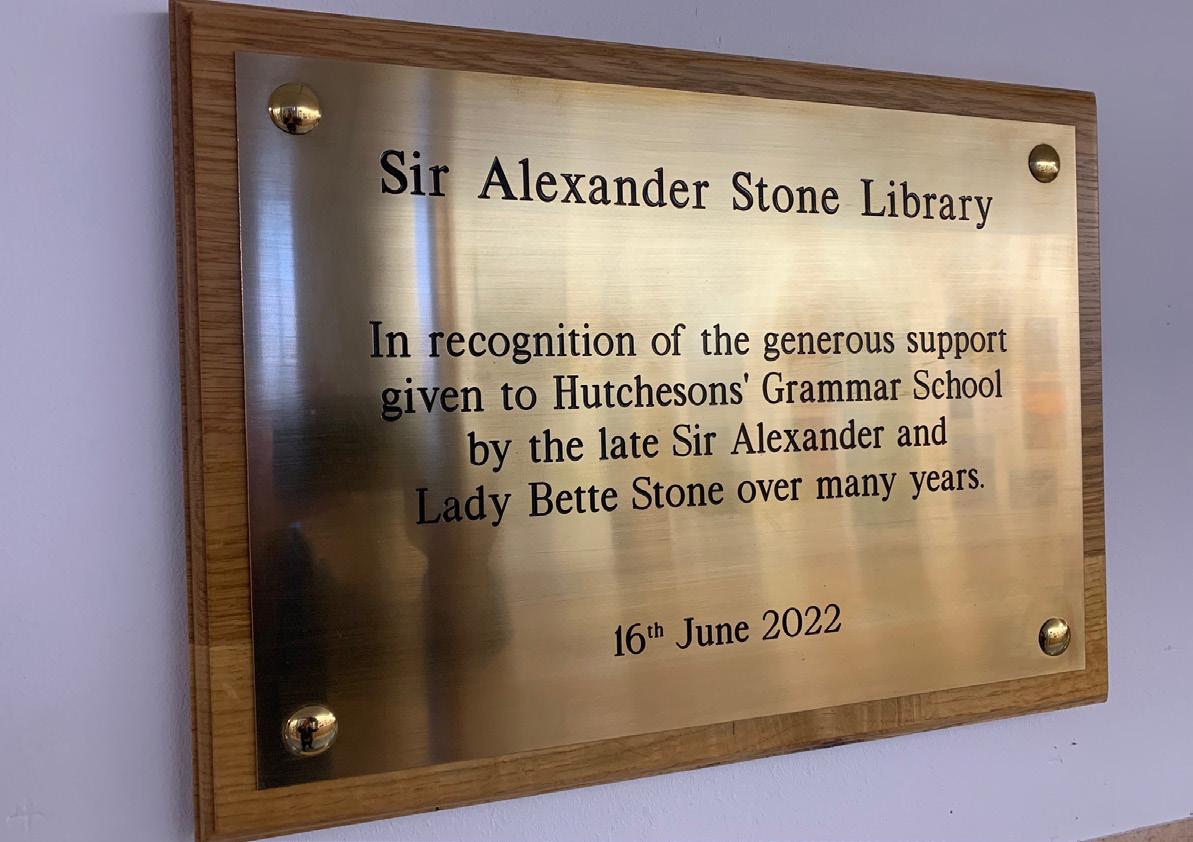 Sir Alexander Stone Library
In recognition of the generous support
given to Hutchesons' Grammar School
by the late Sir Alexander and
Lady Bette Stone over many years.
16th June 2022